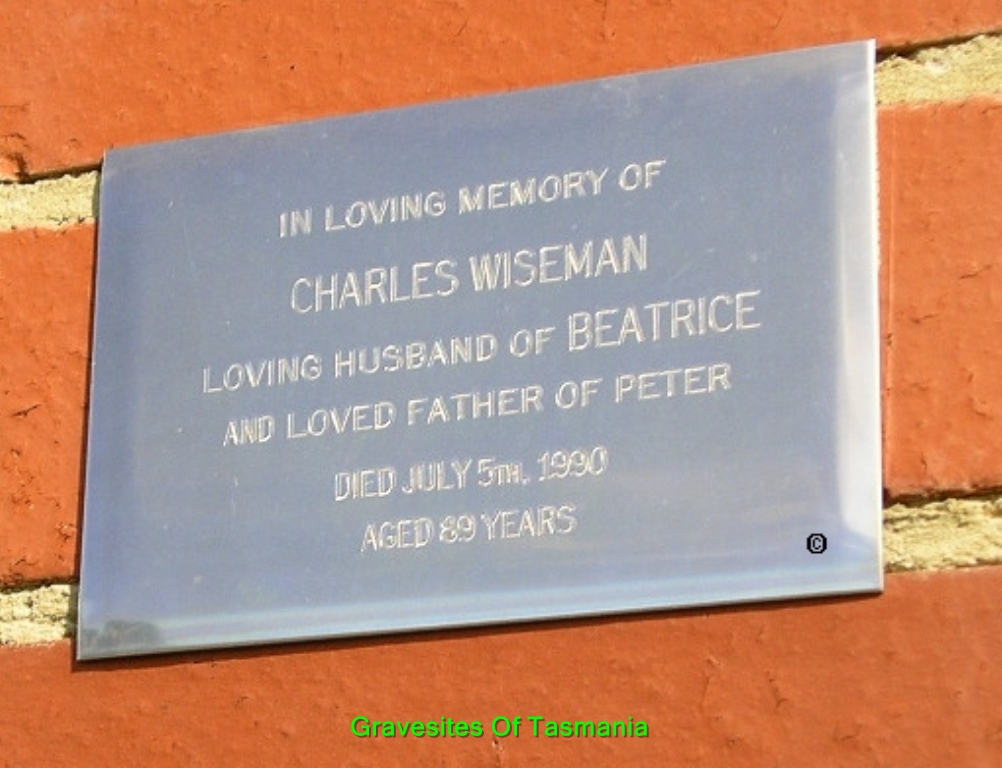 IN LOVING MEMORY OF
CHARLES WISEMAN
LOVING HUSBAND OF BEATRICE
AND LOVED FATHER OF PETER
DIED JULY 5TH, 1990
AGED 89 YEARS
©
Gravesites Of Tasmania